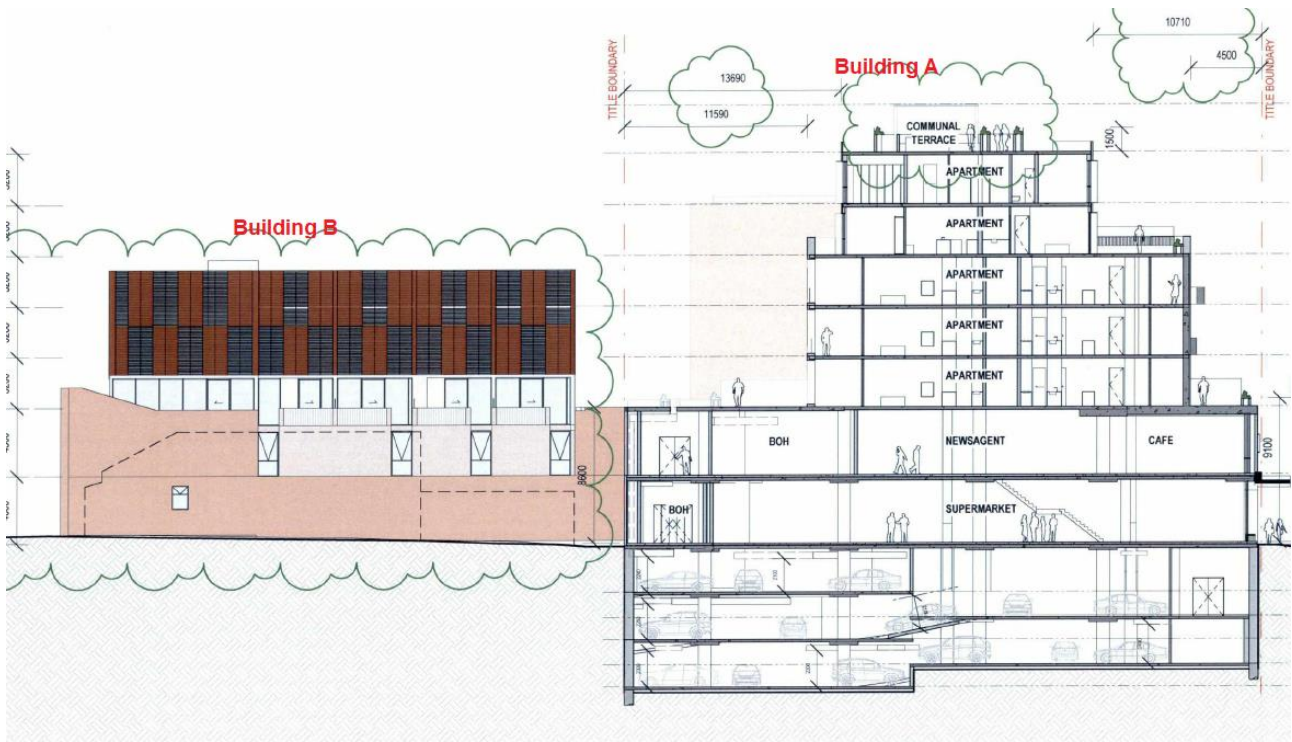 10710
TITLE BOUNDARY
TITLE BOUNDARY
4500
Building A
13690
11590
COMMUNAL
TERRACE
1500
APARTMENT
Building B
APARTMENT
APARTMENT
APARTMENT
APARTMENT
BOH
NEWSAGENT
CAFE
9100
8600
BOH
SUPERMARKET